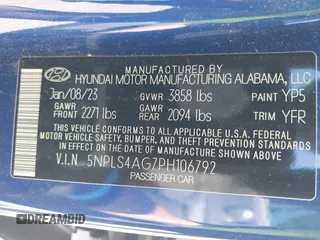 MANUFACTURED BY
HYUNDAI MOTOR MANUFACTURING ALABAMA, LLC
Jan/08/23 GVWR 3858 lbs PAINT YP5
GAWR GAWR
2271 lbs 2094 lbs TRIM YFR
FRONT REAR
THIS VEHICLE CONFORMS TO ALL APPLICABLE U.S. FEDERAL MOTOR
VEHICLE SAFETY, BUMPER, AND THEFT PREVENTION STANDARDS
IN EFFECT ON THE DATE OF MANUFACTURE SHOWN ABOVE.
V.I.N 5NPLS4AG7PH106792
PASSENGER CAR
DREAMBID